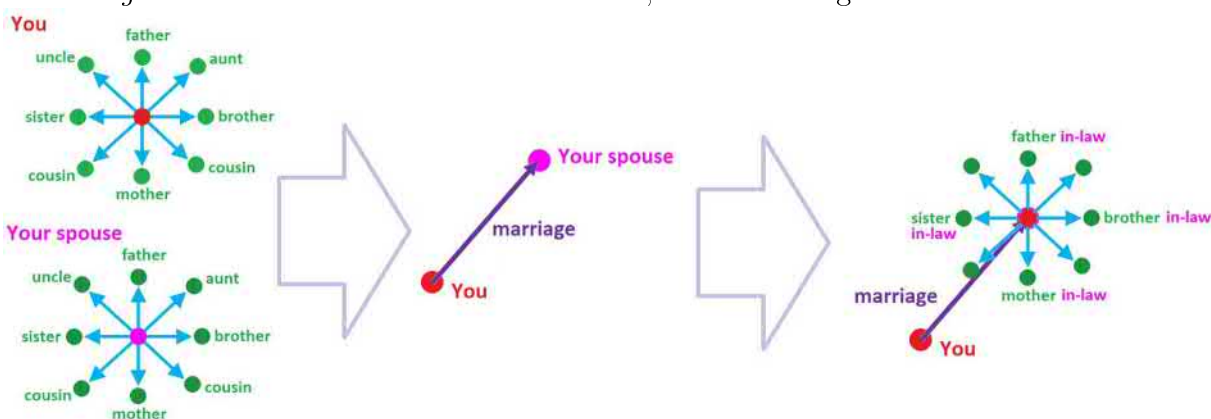 You
father
uncle
aunt
sister
brother
cousin
cousin
mother
Your spouse
father
uncle
aunt
sister
brother
cousin
cousin
mother
Your spouse
marriage
You
father in-law
sister
in-law
brother in-law
mother in-law
marriage
You